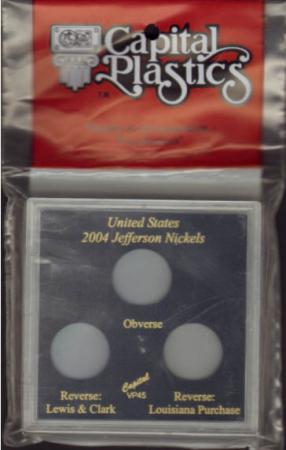 Capital
Plastics
T.M.
United States
2004 Jefferson Nickels
Obverse
Reverse:
Lewis & Clark
Capital
VP45
Reverse:
Louisiana Purchase